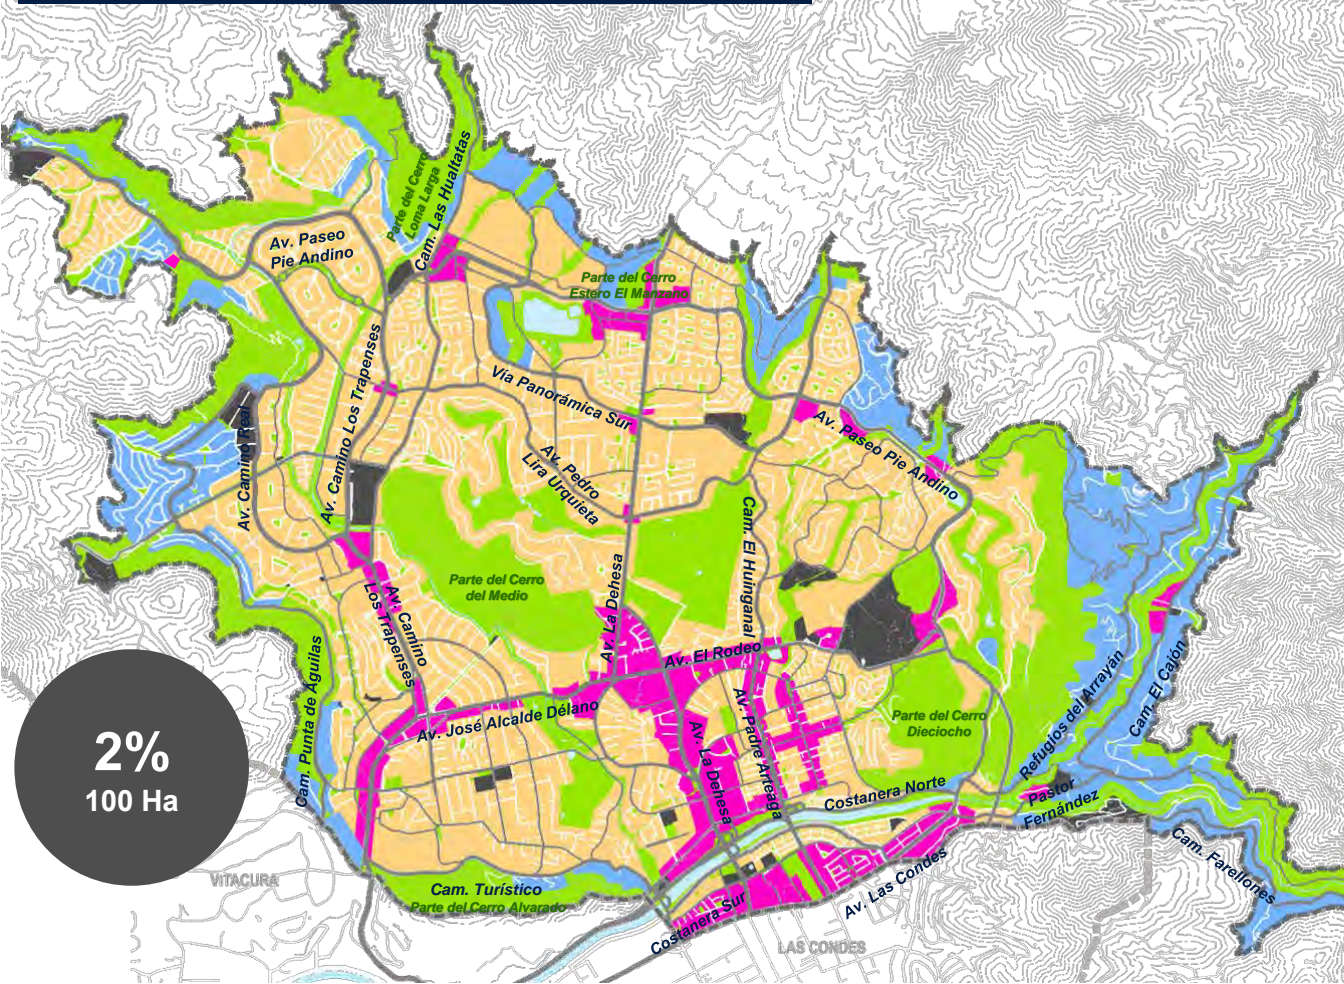 Parte del Cerro
Loma Larga
Cam. Las Hualtatas
Av. Paseo
Pie Andino
Parte del Cerro
Estero El Manzano
Av. Camino Los Trapenses
Vía Panorámica Sur
Av. Paseo Pie Andino
Av. Camino Real
Av. Pedro
Lira Urquieta
Cam. El Huinganal
Parte del Cerro
del Medio
Av. La Dehesa
Av. Camino
Los Trapenses
Av. El Rodeo
Cam. Punta de Aguilas
Refugios del Arrayán
Cam. El Cajón
Av. José Alcalde Délano
Av. La Dehesa
Av. Padre Arteaga
Parte del Cerro
Dieciocho
2%
100 Ha
Costanera Norte
Pastor
Fernández
Cam. Farellones
VITACURA
Cam. Turístico
Parte del Cerro Alvarado
Av. Las Condes
Costanera Sur
LAS CONDES